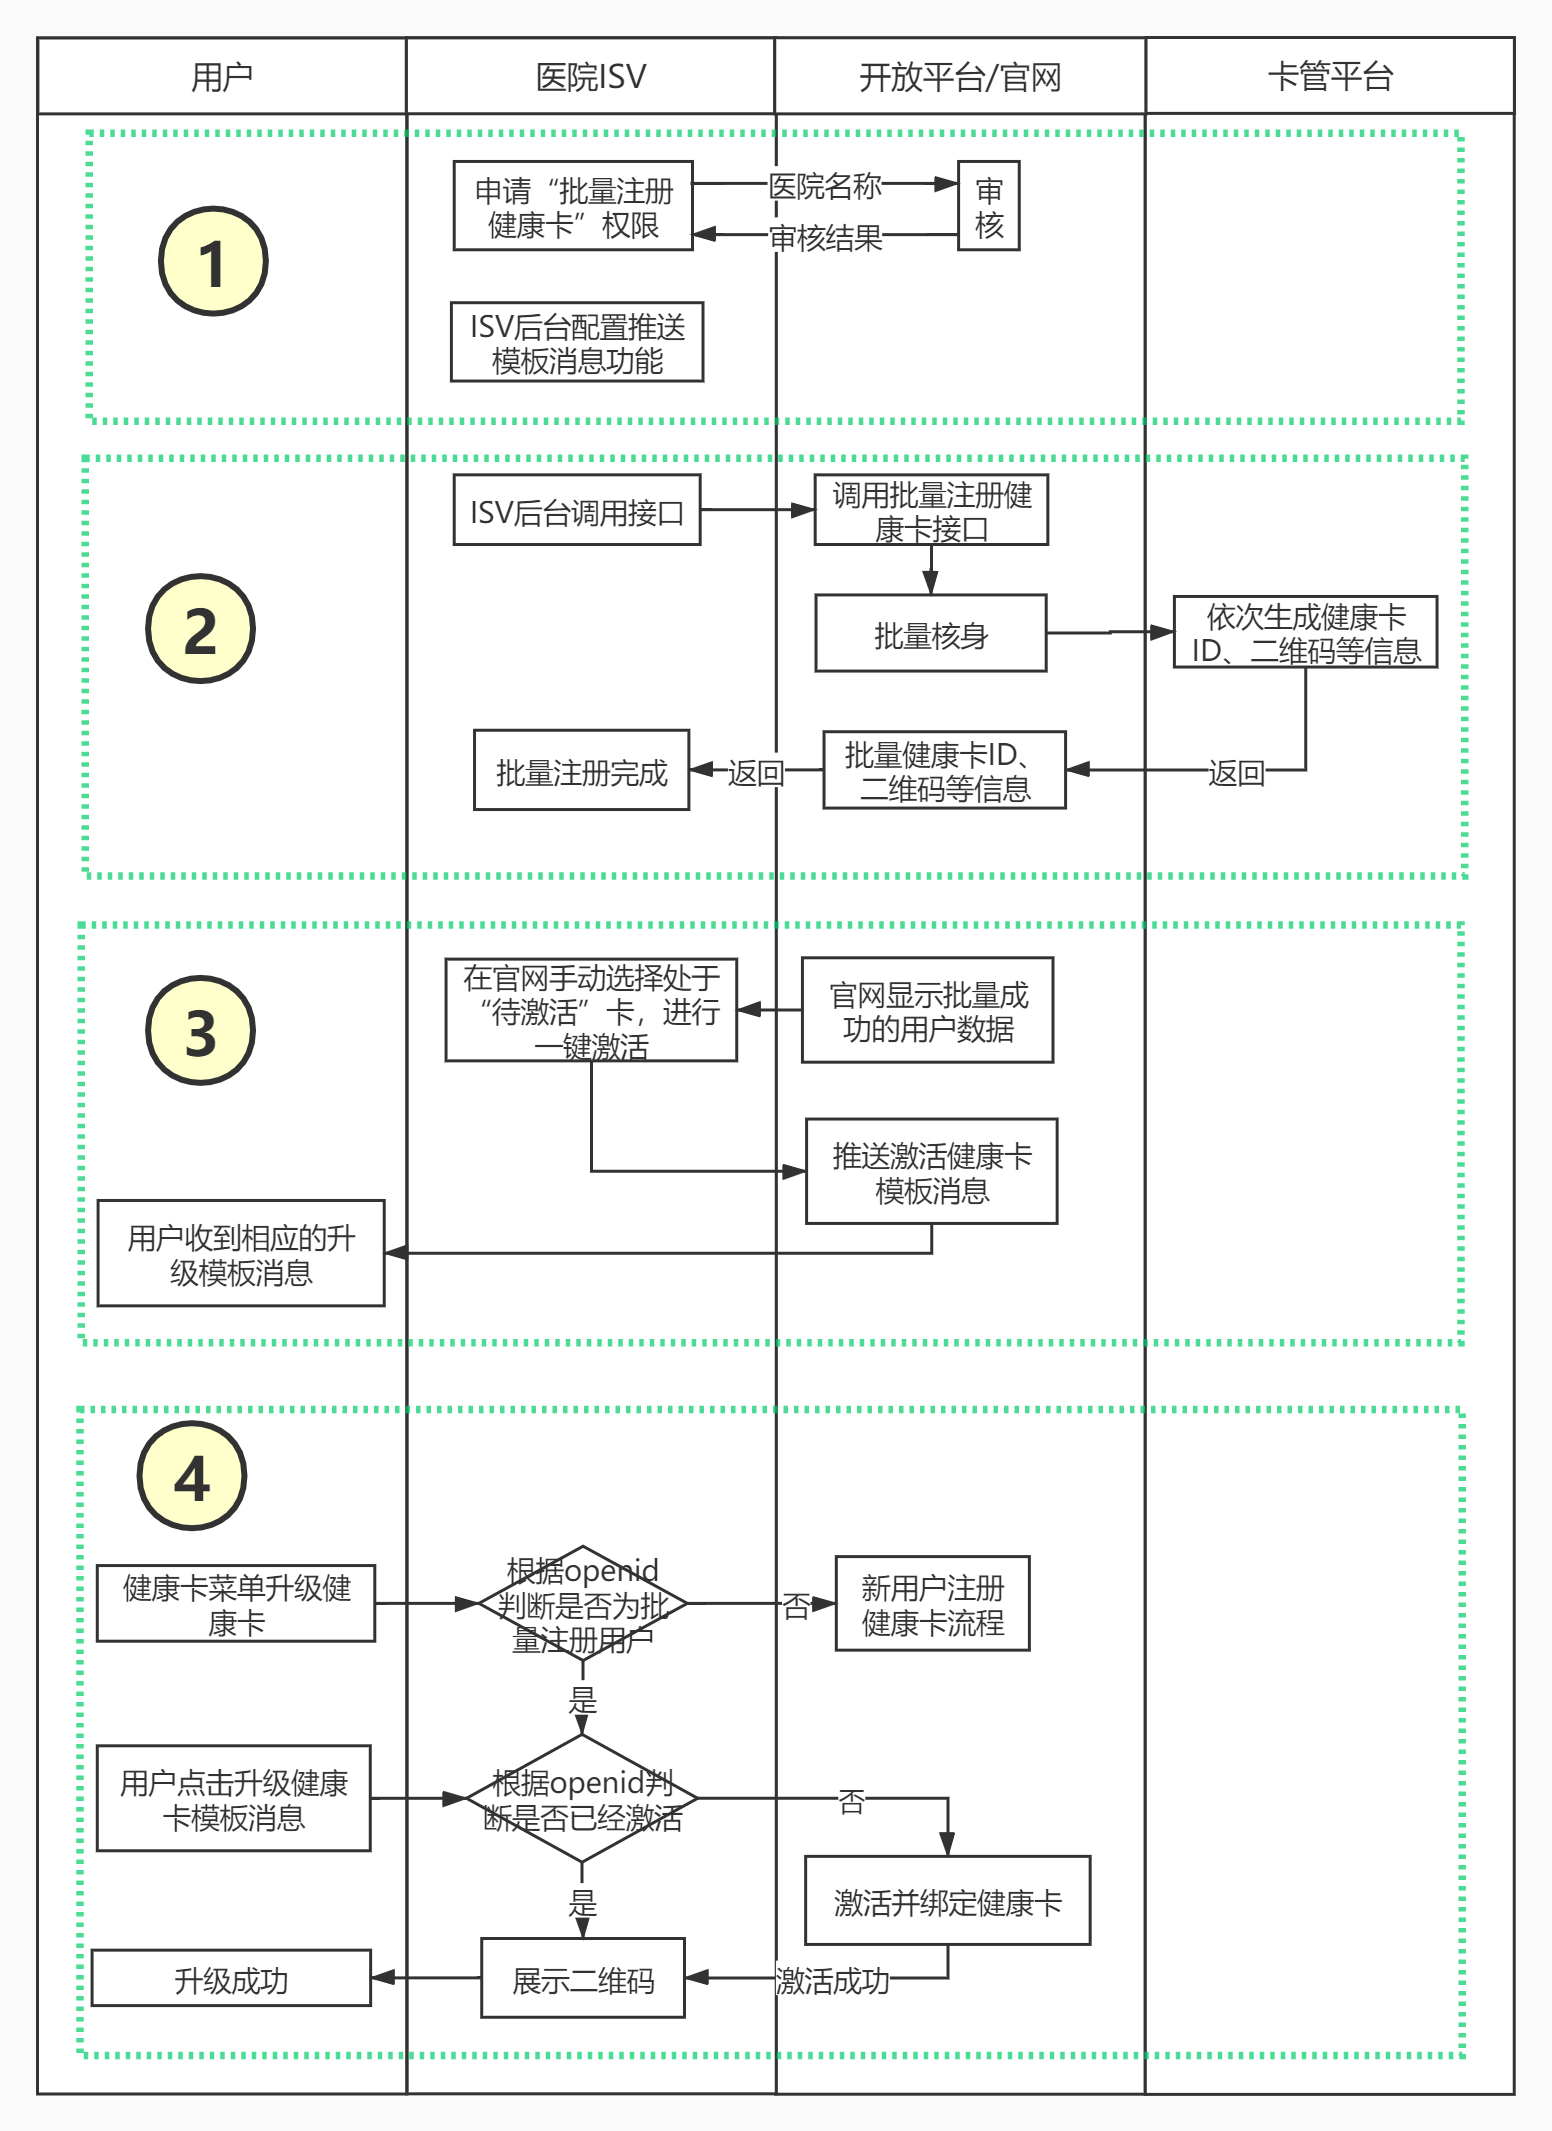 用户
医院ISV
开放平台/官网
卡管平台
1
申请“批量注册
健康卡”权限
医院名称
审核结果
审
核
ISV后台配置推送
模板消息功能
2
ISV后台调用接口
调用批量注册健
康卡接口
批量核身
依次生成健康卡
ID、二维码等信息
返回
批量健康卡ID、
二维码等信息
返回
批量注册完成
3
在官网手动选择处于
“待激活”卡，进行
一键激活
官网显示批量成
功的用户数据
推送激活健康卡
模板消息
用户收到相应的升
级模板消息
4
健康卡菜单升级健
康卡
根据openid
判断是否为批
量注册用户
否
新用户注册
健康卡流程
是
用户点击升级健康
卡模板消息
根据openid判
断是否已经激活
否
激活并绑定健康卡
是
升级成功
展示二维码
激活成功